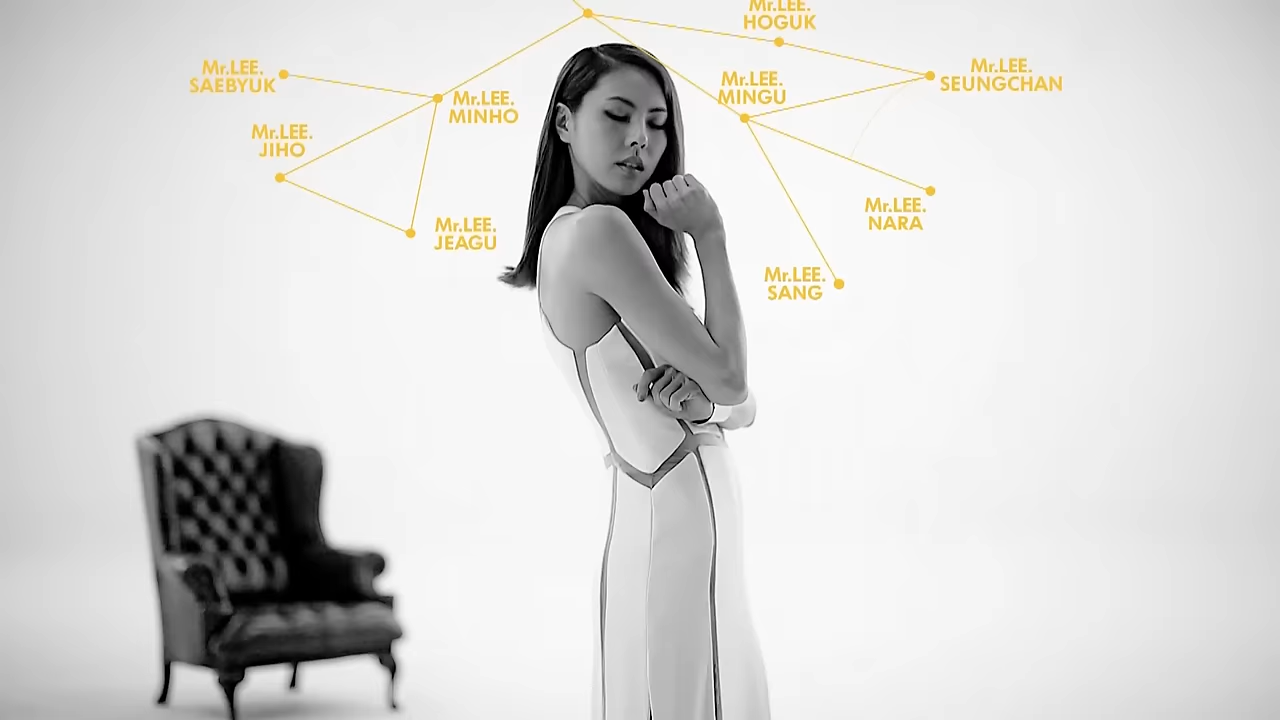 Mr.LEE.
HOGUK
Mr.LEE.
SAEBYUK
Mr.LEE.
SEUNGCHAN
Mr.LEE.
MINGU
Mr.LEE.
MINHO
Mr.LEE.
JIHO
Mr.LEE.
NARA
Mr.LEE.
JEAGU
Mr.LEE.
SANG